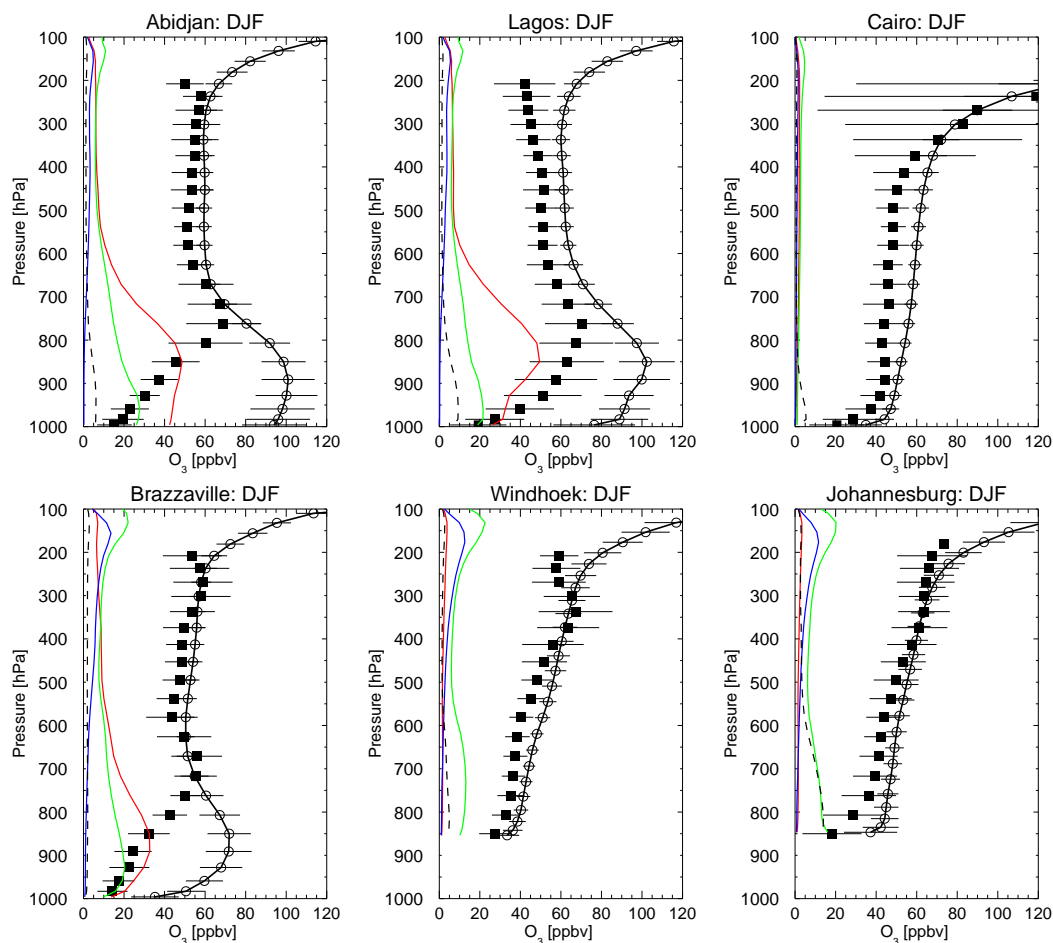 Abidjan: DJF
Lagos: DJF
Cairo: DJF
100
200
300
400
500
600
700
800
900
1000
Pressure [hPa]
0 20 40 60 80 100 120
O3 [ppbv]
100
200
300
400
500
600
700
800
900
1000
Pressure [hPa]
0 20 40 60 80 100 120
O3 [ppbv]
100
200
300
400
500
600
700
800
900
1000
Pressure [hPa]
0 20 40 60 80 100 120
O3 [ppbv]
Brazzaville: DJF
Windhoek: DJF
Johannesburg: DJF
100
200
300
400
500
600
700
800
900
1000
Pressure [hPa]
0 20 40 60 80 100 120
O3 [ppbv]
100
200
300
400
500
600
700
800
900
1000
Pressure [hPa]
0 20 40 60 80 100 120
O3 [ppbv]
100
200
300
400
500
600
700
800
900
1000
Pressure [hPa]
0 20 40 60 80 100 120
O3 [ppbv]